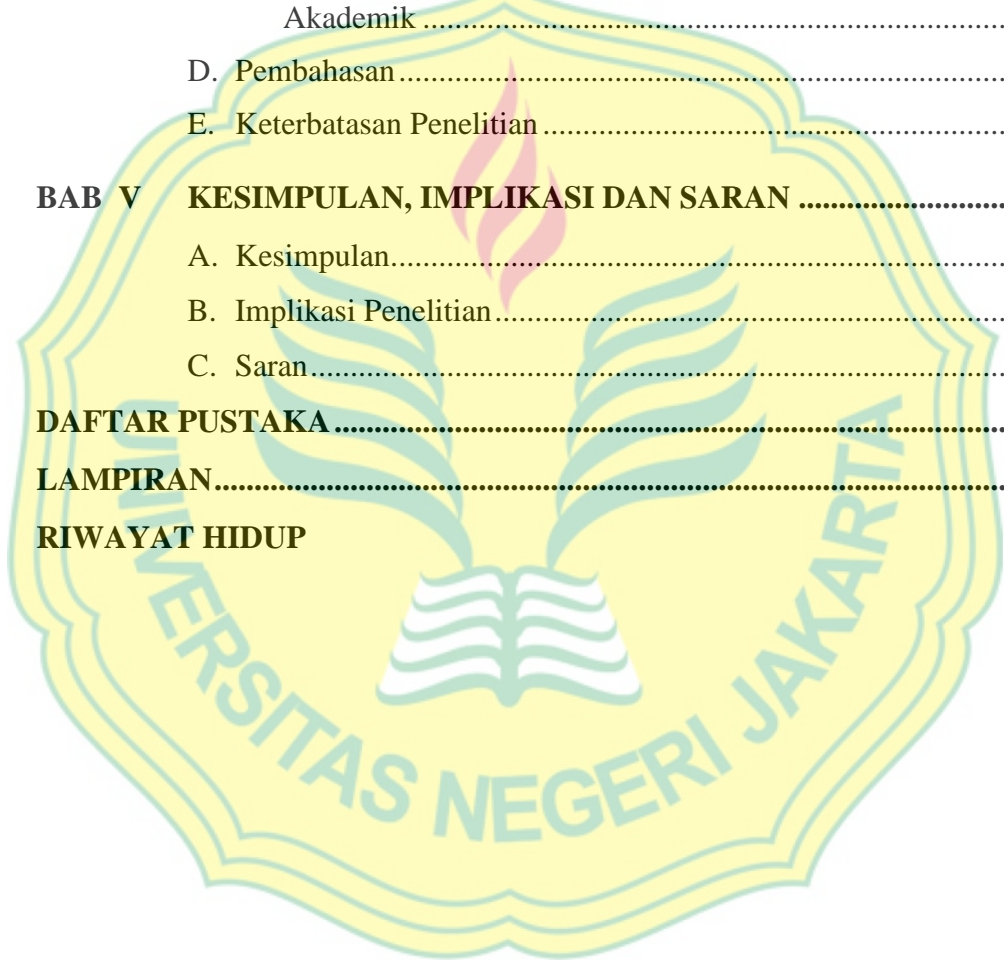 Akademik ........................................................................
D. Pembahasan ........................................................................
E. Keterbatasan Penelitian ........................................................................
BAB V KESIMPULAN, IMPLIKASI DAN SARAN ............................
A. Kesimpulan........................................................................
B. Implikasi Penelitian ........................................................................
C. Saran ........................................................................
DAFTAR PUSTAKA ........................................................................
LAMPIRAN........................................................................
RIWAYAT HIDUP
UNIVERSITAS NEGERI JAKARTA